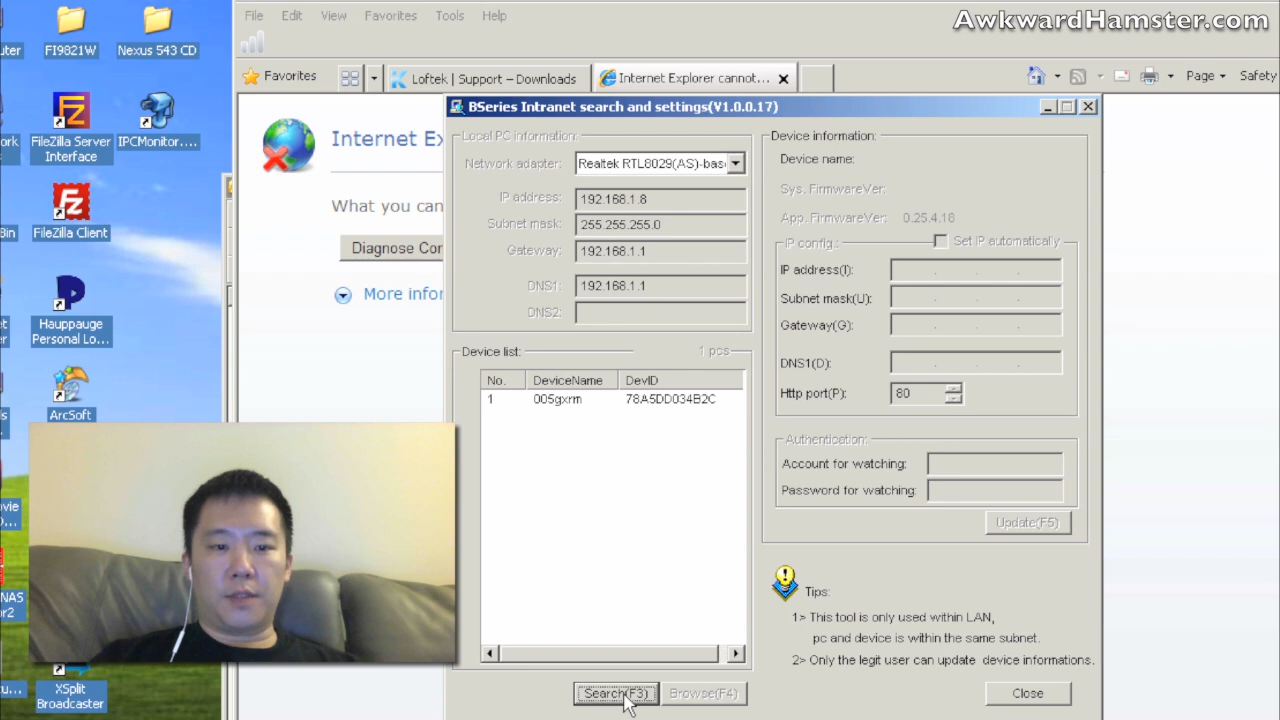 File Edit View Favorites Tools Help
AwkwardHamster.com
Favorites
Loftek | Support – Downloads
Internet Explorer cannot...
Page
Safety
uter
FI9821W
Nexus 543 CD
ork
FileZilla Server
Interface
IPCMonitor....
Bin
FileZilla Client
Hauppauge
Personal Lo...
ArcSoft
ovie
NAS
or2
XSplit
Broadcaster
Internet Ex
What you can
Diagnose Con
More infor
BSeries Intranet search and settings(V1.0.0.17)
Local PC information:
Network adapter: Realtek RTL8029(AS)-base
IP address: 192.168.1.8
Subnet mask: 255.255.255.0
Gateway: 192.168.1.1
DNS1: 192.168.1.1
DNS2:
Device list: 1 pcs
No. DeviceName DevID
1 005gxrm 78A5DD034B2C
Search(F3) Browse(F4)
Device information:
Device name:
Sys. FirmwareVer:
App. FirmwareVer: 0.25.4.18
IP config.: Set IP automatically
IP address(I):
Subnet mask(U):
Gateway(G):
DNS1(D):
Http port(P): 80
Authentication:
Account for watching:
Password for watching:
Update(F5)
Tips:
1> This tool is only used within LAN,
pc and device is within the same subnet.
2> Only the legit user can update device informations.
Close